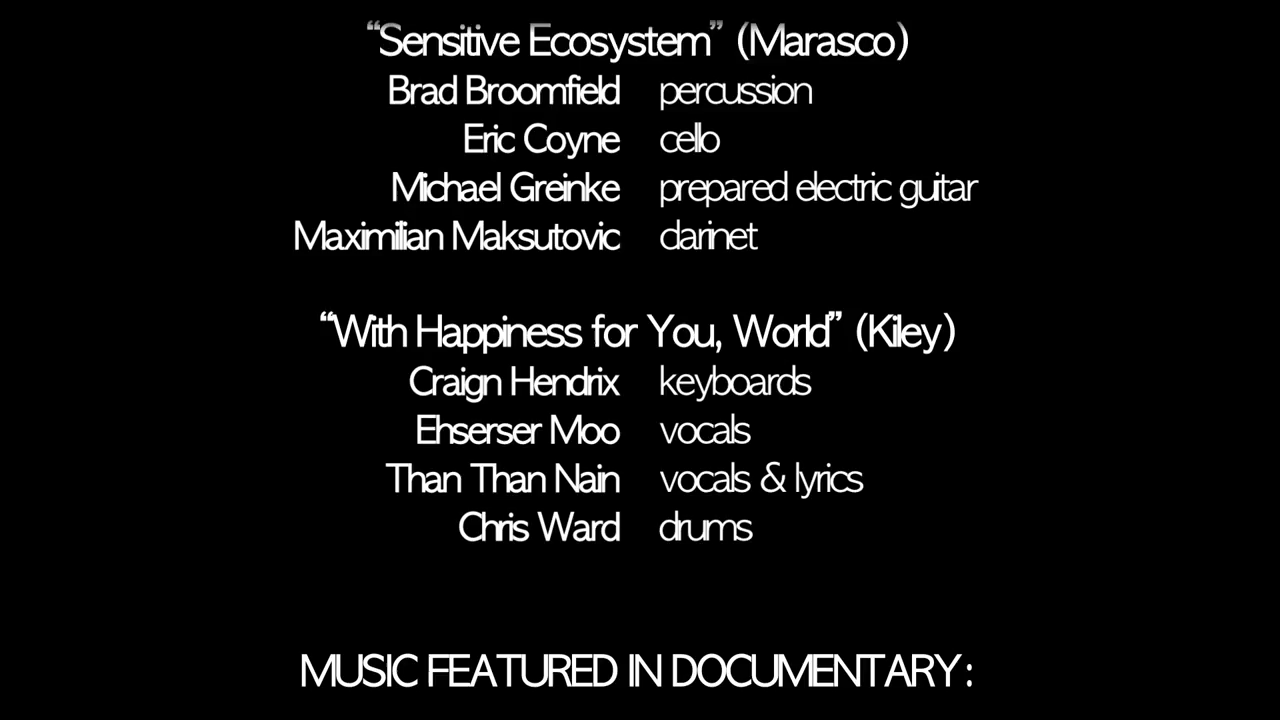 “Sensitive Ecosystem” (Marasco)
Brad Broomfield percussion
Eric Coyne cello
Michael Greinke prepared electric guitar
Maximilian Maksutovic clarinet
“With Happiness for You, World” (Kiley)
Craign Hendrix keyboards
Ehserser Moo vocals
Than Than Nain vocals & lyrics
Chris Ward drums
MUSIC FEATURED IN DOCUMENTARY: